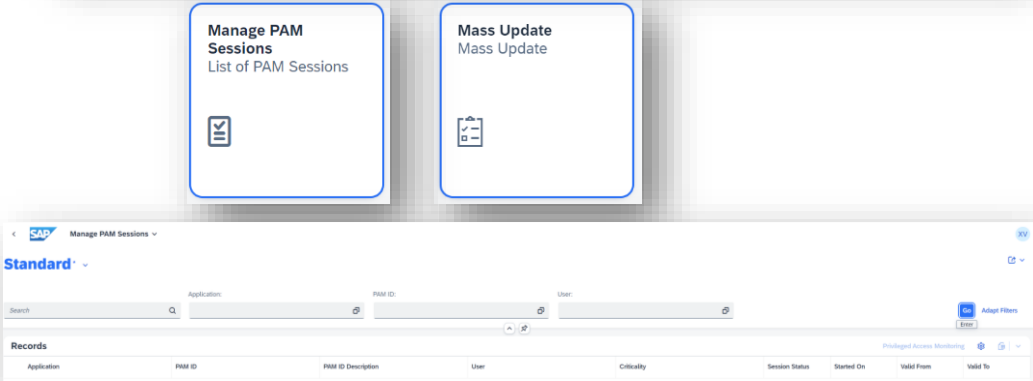 Manage PAM
Sessions
List of PAM Sessions
Mass Update
Mass Update
SAP Manage PAM Sessions XV
Standard*
Application: PAM ID: User:
Search Go Adapt Filters
Enter
Records Privileged Access Monitoring
Application PAM ID PAM ID Description User Criticality Session Status Started On Valid From Valid To